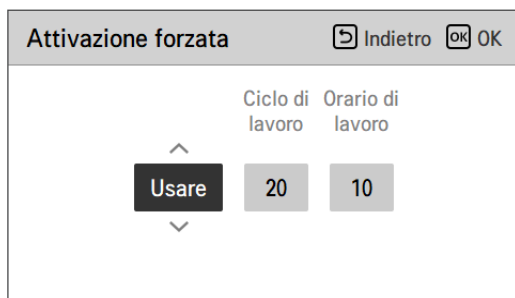 Attivazione forzata Indietro OK OK
Ciclo di Orario di
lavoro lavoro
Usare 20 10